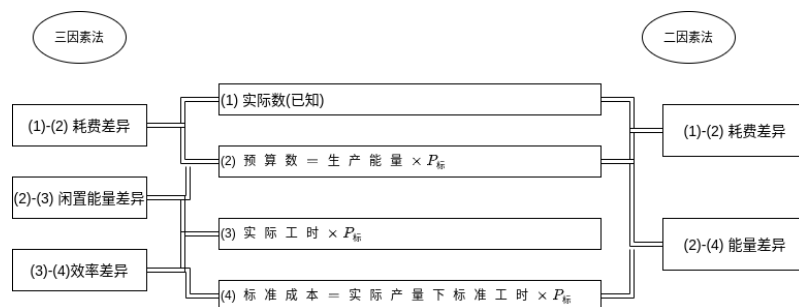 三因素法
二因素法
(1) 实际数(已知)
(1)-(2) 耗费差异
(1)-(2) 耗费差异
(2) 预算数 = 生产能量 × P标
(2)-(3) 闲置能量差异
(3) 实际工时 × P标
(2)-(4) 能量差异
(3)-(4)效率差异
(4) 标准成本 = 实际产量下标准工时 × P标